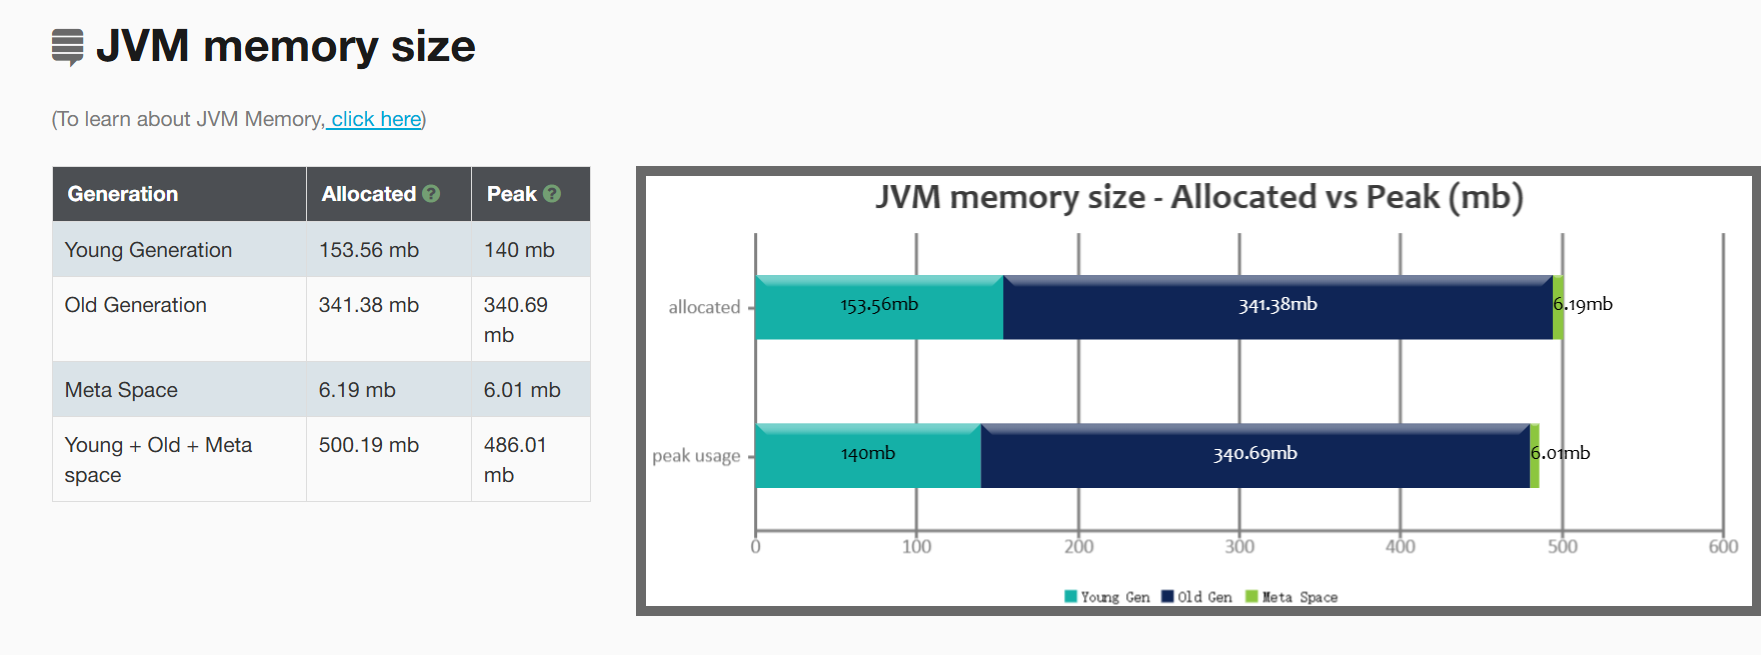 JVM memory size
(To learn about JVM Memory, click here)
Generation Allocated ? Peak ?
Young Generation 153.56 mb 140 mb
Old Generation 341.38 mb 340.69
mb
Meta Space 6.19 mb 6.01 mb
Young + Old + Meta 500.19 mb 486.01
space mb
JVM memory size - Allocated vs Peak (mb)
allocated 153.56mb 341.38mb 6.19mb
peak usage 140mb 340.69mb 6.01mb
0 100 200 300 400 500 600
Young Gen Old Gen Meta Space